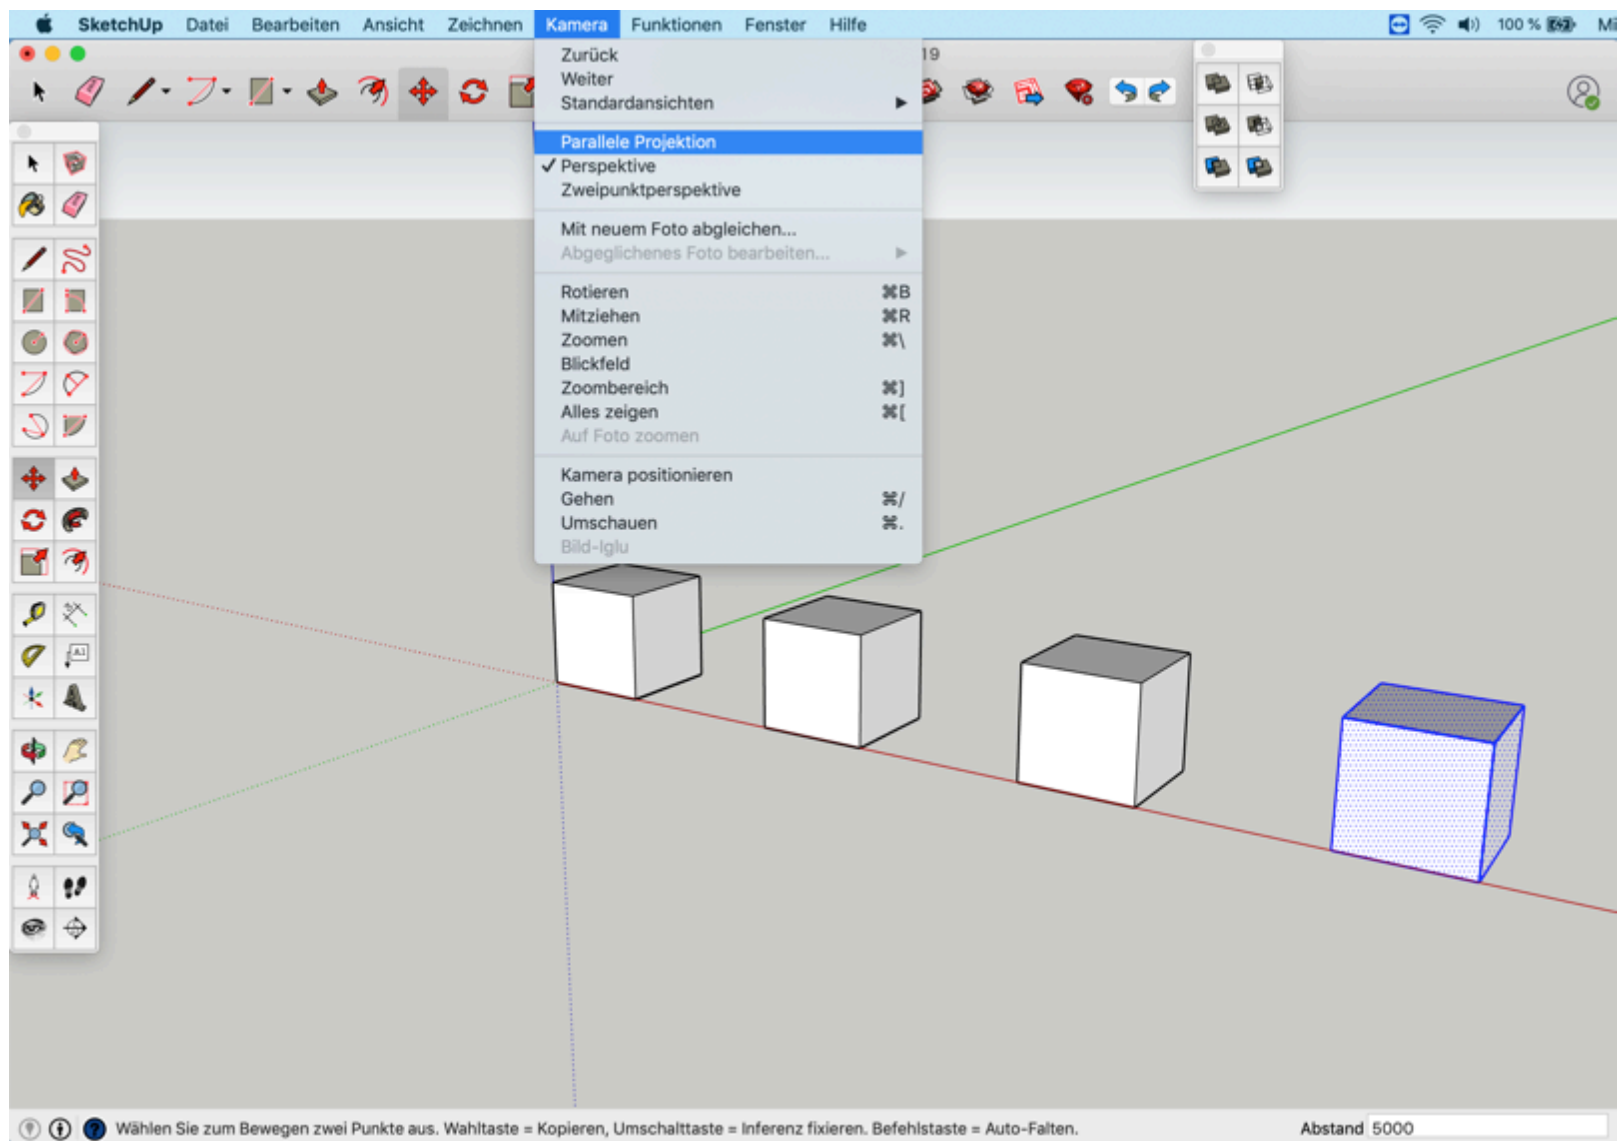 SketchUp Datei Bearbeiten Ansicht Zeichnen Kamera Funktionen Fenster Hilfe 100 %
19
Zurück
Weiter
Standardansichten
Parallele Projektion
✓ Perspektive
Zweipunktperspektive
Mit neuem Foto abgleichen...
Abgeglichenes Foto bearbeiten...
Rotieren ⌘B
Mitziehen ⌘R
Zoomen ⌘\
Blickfeld
Zoombereich ⌘]
Alles zeigen ⌘[
Auf Foto zoomen
Kamera positionieren
Gehen ⌘/
Umschauen ⌘.
Bild-Iglu
A1
Wählen Sie zum Bewegen zwei Punkte aus. Wahltaste = Kopieren, Umschalttaste = Inferenz fixieren. Befehlstaste = Auto-Falten. Abstand 5000